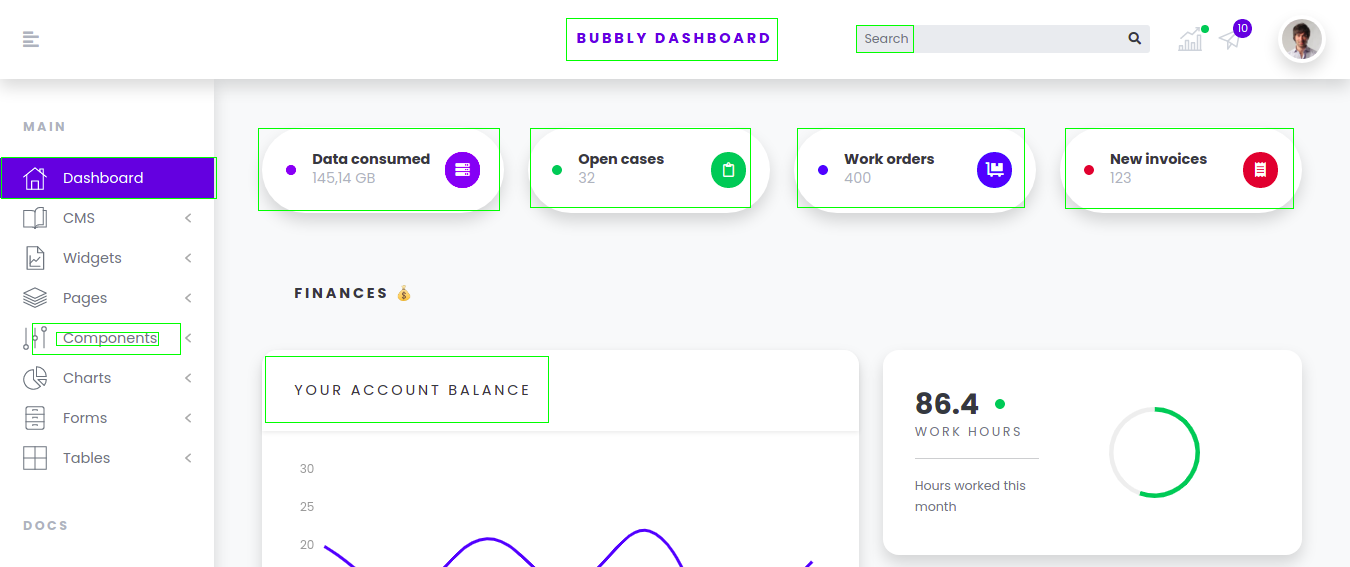 BUBBLY DASHBOARD
Search
10
MAIN
Dashboard
CMS
Widgets
Pages
Components
Charts
Forms
Tables
DOCS
Data consumed
145,14 GB
Open cases
32
Work orders
400
New invoices
123
FINANCES 💰
YOUR ACCOUNT BALANCE
30
25
20
86.4
WORK HOURS
Hours worked this
month